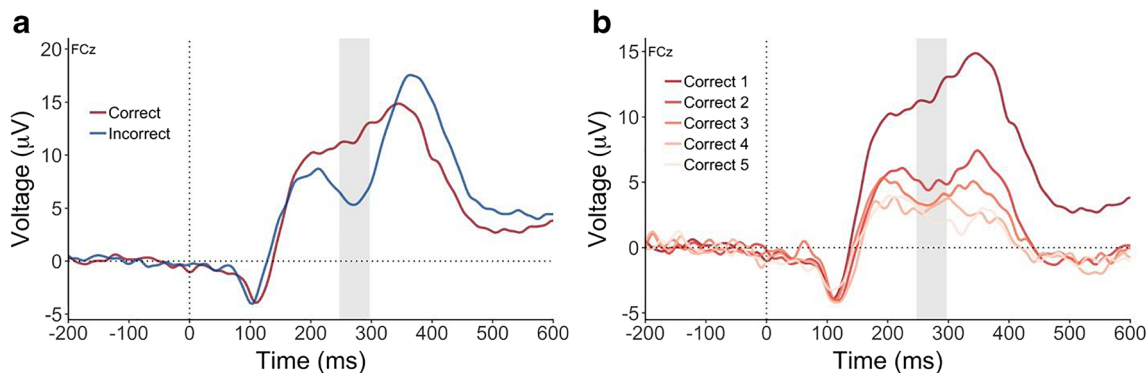 a
FCz
20
15
10
5
0
-5
Voltage (μV)
Correct
Incorrect
-200 -100 0 100 200 300 400 500 600
Time (ms)
b
FCz
15
10
5
0
-5
Voltage (μV)
Correct 1
Correct 2
Correct 3
Correct 4
Correct 5
-200 -100 0 100 200 300 400 500 600
Time (ms)